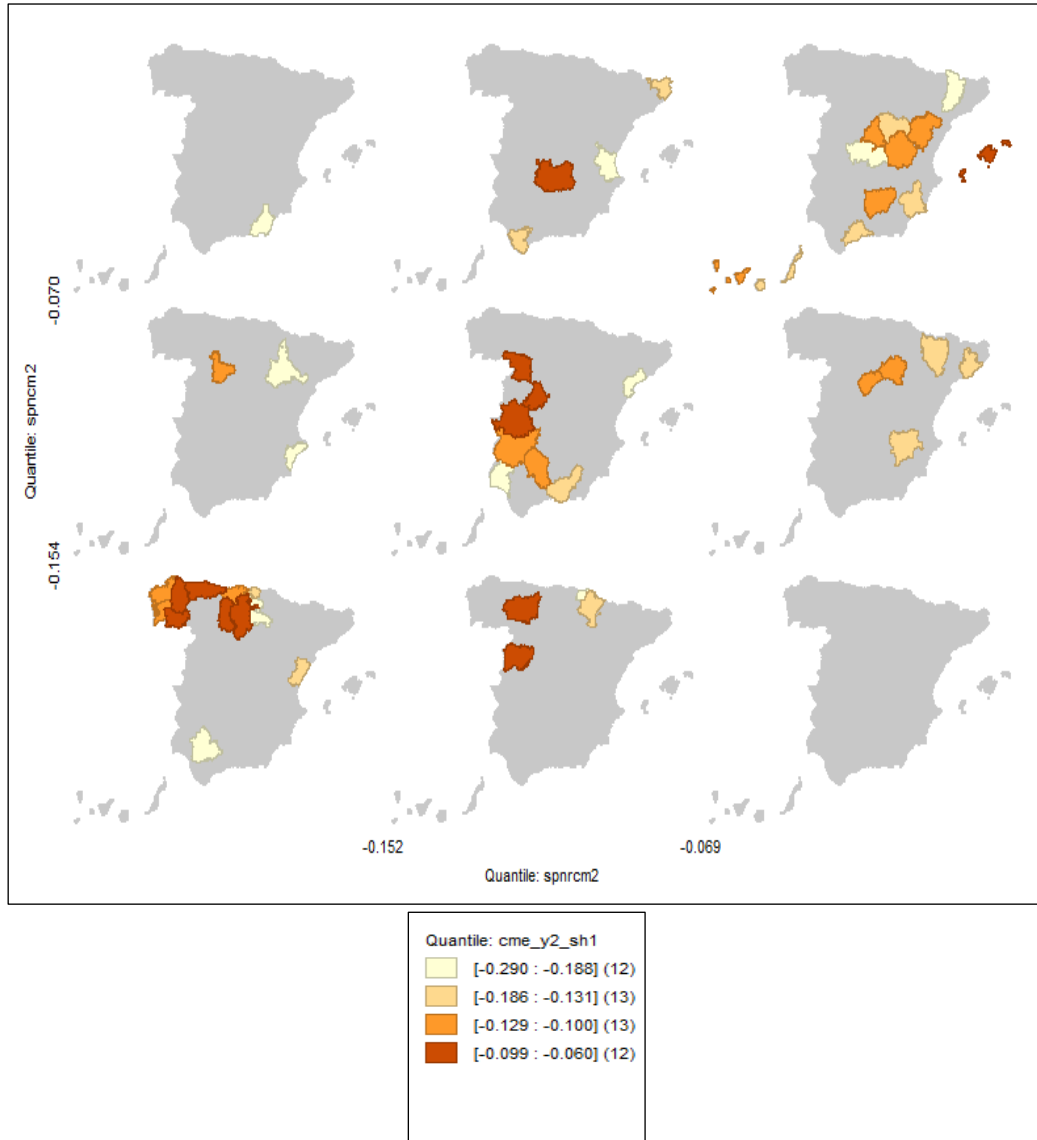 -0.070
Quantile: spncm2
-0.154
-0.152
-0.069
Quantile: spnrcm2
Quantile: cme_y2_sh1
[-0.290 : -0.188] (12)
[-0.186 : -0.131] (13)
[-0.129 : -0.100] (13)
[-0.099 : -0.060] (12)